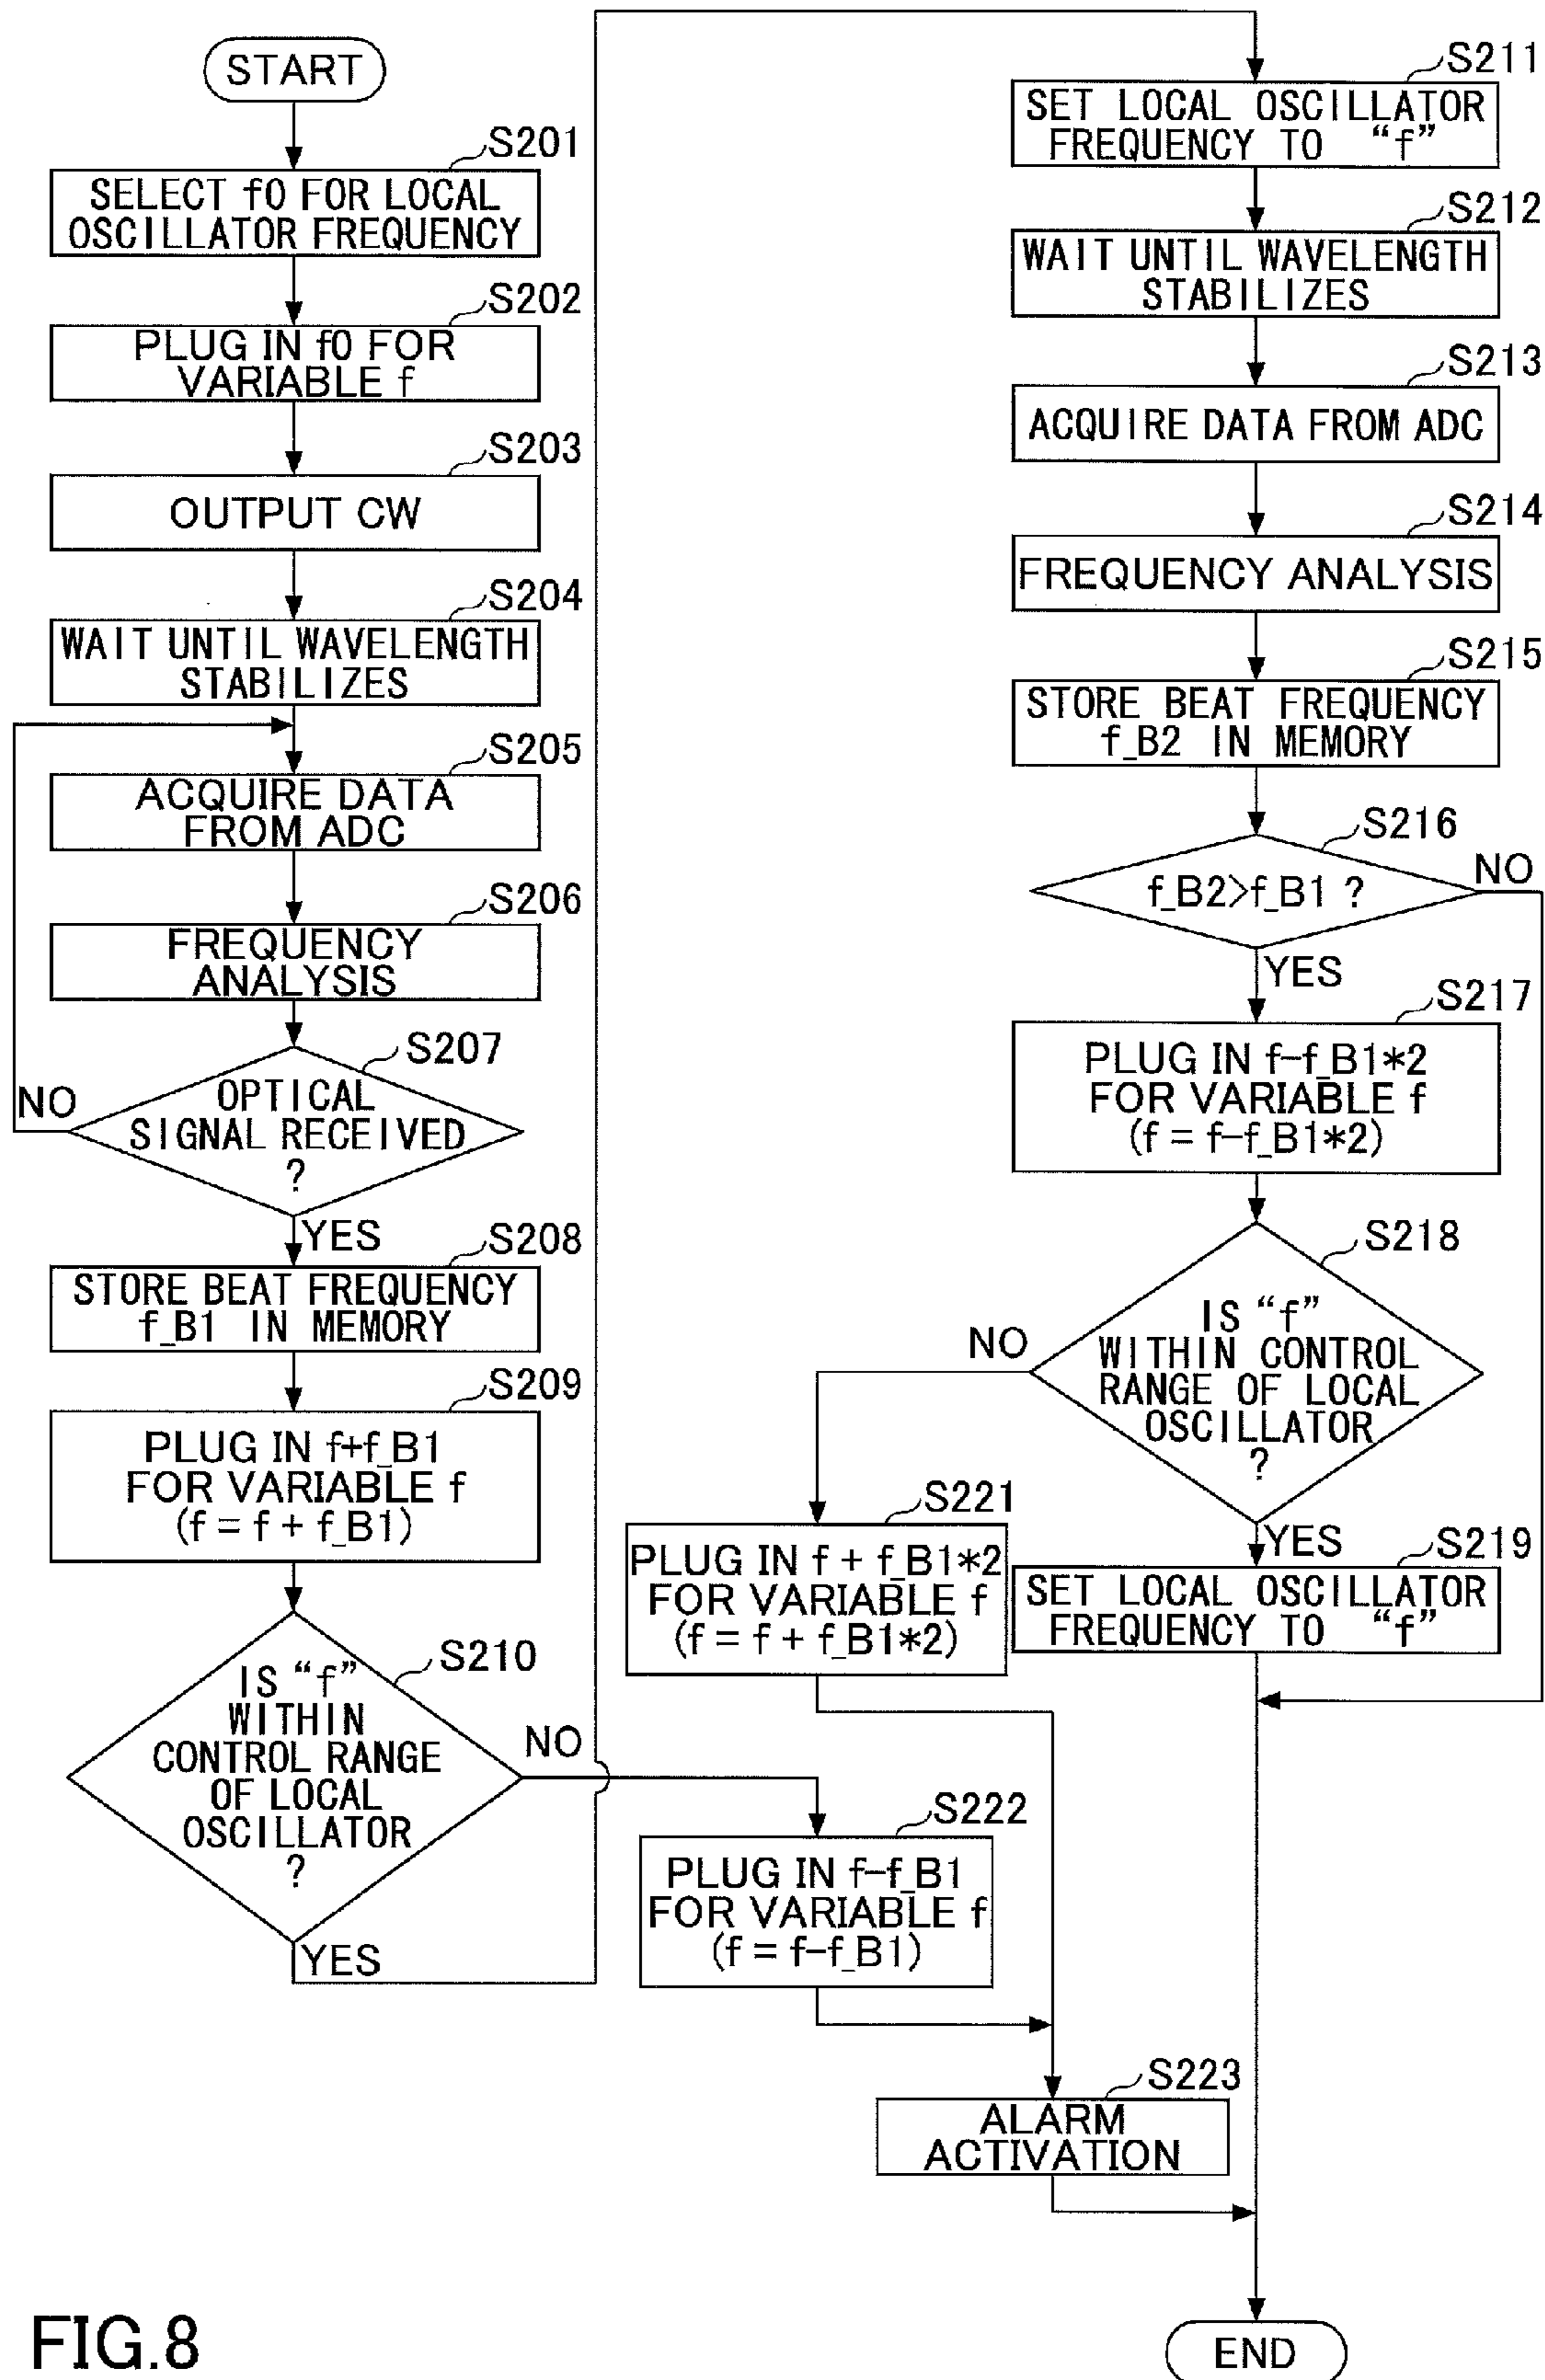 START
S201
SELECT f0 FOR LOCAL
OSCILLATOR FREQUENCY
S202
PLUG IN f0 FOR
VARIABLE f
S203
OUTPUT CW
S204
WAIT UNTIL WAVELENGTH
STABILIZES
S205
ACQUIRE DATA
FROM ADC
S206
FREQUENCY
ANALYSIS
S207
OPTICAL
SIGNAL RECEIVED
?
NO
YES
S208
STORE BEAT FREQUENCY
f_B1 IN MEMORY
S209
PLUG IN f+f_B1
FOR VARIABLE f
(f = f + f_B1)
S210
IS “f”
WITHIN
CONTROL RANGE
OF LOCAL
OSCILLATOR
?
NO
YES
S211
SET LOCAL OSCILLATOR
FREQUENCY TO “f”
S212
WAIT UNTIL WAVELENGTH
STABILIZES
S213
ACQUIRE DATA FROM ADC
S214
FREQUENCY ANALYSIS
S215
STORE BEAT FREQUENCY
f_B2 IN MEMORY
S216
f_B2>f_B1 ?
NO
YES
S217
PLUG IN f-f_B1*2
FOR VARIABLE f
(f = f-f_B1*2)
S218
IS “f”
WITHIN CONTROL
RANGE OF LOCAL
OSCILLATOR
?
NO
YES
S219
SET LOCAL OSCILLATOR
FREQUENCY TO “f”
S221
PLUG IN f + f_B1*2
FOR VARIABLE f
(f = f + f_B1*2)
S222
PLUG IN f-f_B1
FOR VARIABLE f
(f = f-f_B1)
S223
ALARM
ACTIVATION
END
FIG.8